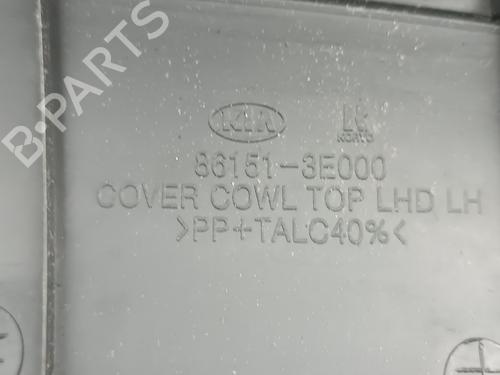 B-PARTS
KIA
86151-3E000
COVER COWL TOP LHD LH
>PP+TALC40%<